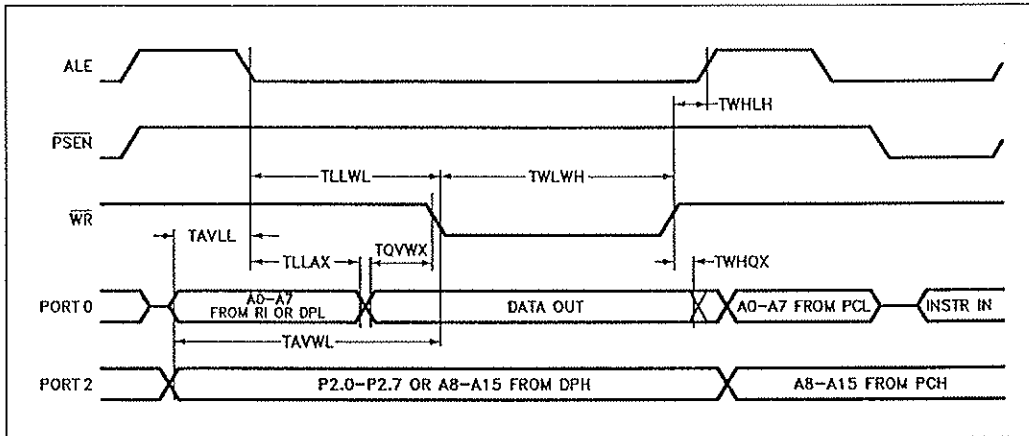 ALE
TWHLH
PSEN
TLLWL
TWLWH
WR
TAVLL
TQVWX
TLLAX
TWHQX
PORT 0
A0-A7
FROM RI OR DPL
DATA OUT
A0-A7 FROM PCL
INSTR IN
TAVWL
PORT 2
P2.0-P2.7 OR A8-A15 FROM DPH
A8-A15 FROM PCH